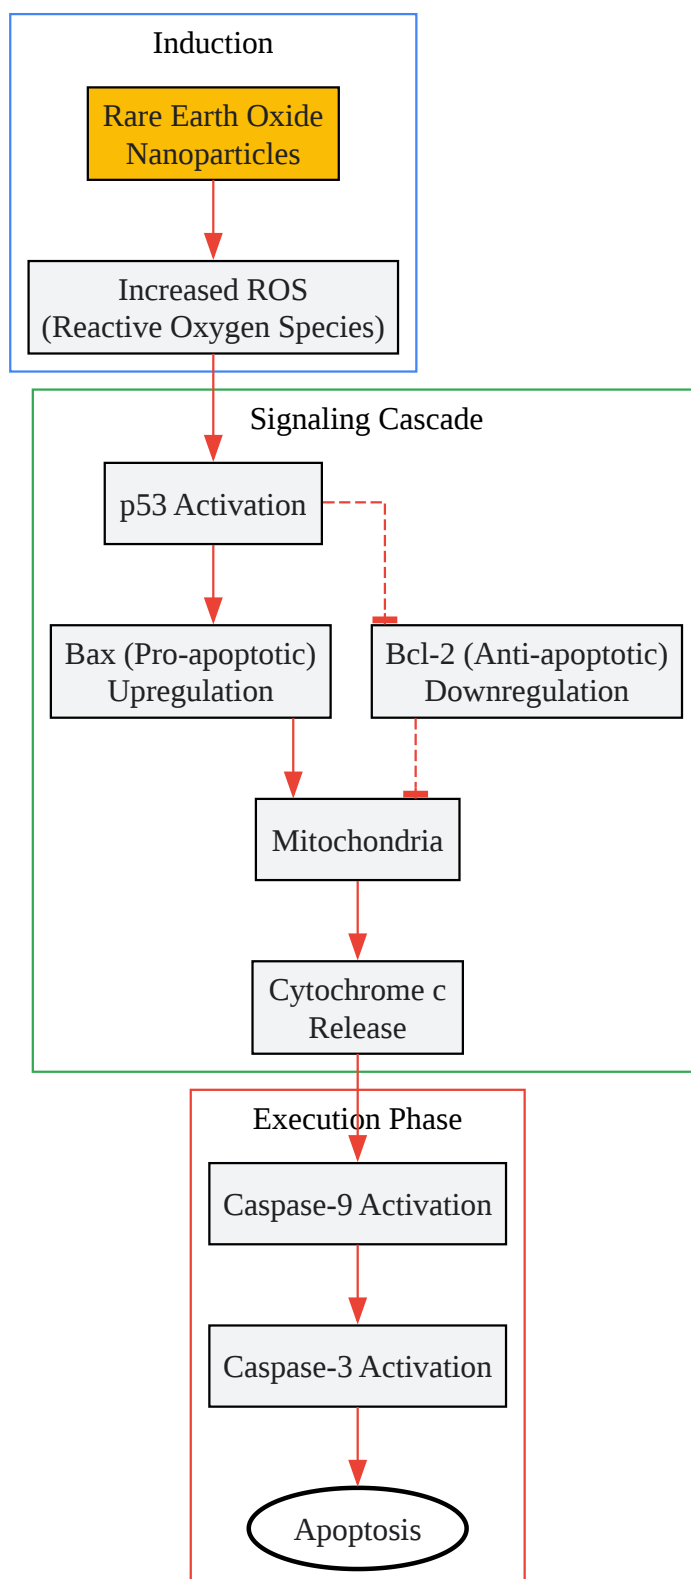 Induction
Rare Earth Oxide
Nanoparticles
Increased ROS
(Reactive Oxygen Species)
Signaling Cascade
p53 Activation
Bax (Pro-apoptotic)
Upregulation
Bcl-2 (Anti-apoptotic)
Downregulation
Mitochondria
Cytochrome c
Release
Execution Phase
Caspase-9 Activation
Caspase-3 Activation
Apoptosis